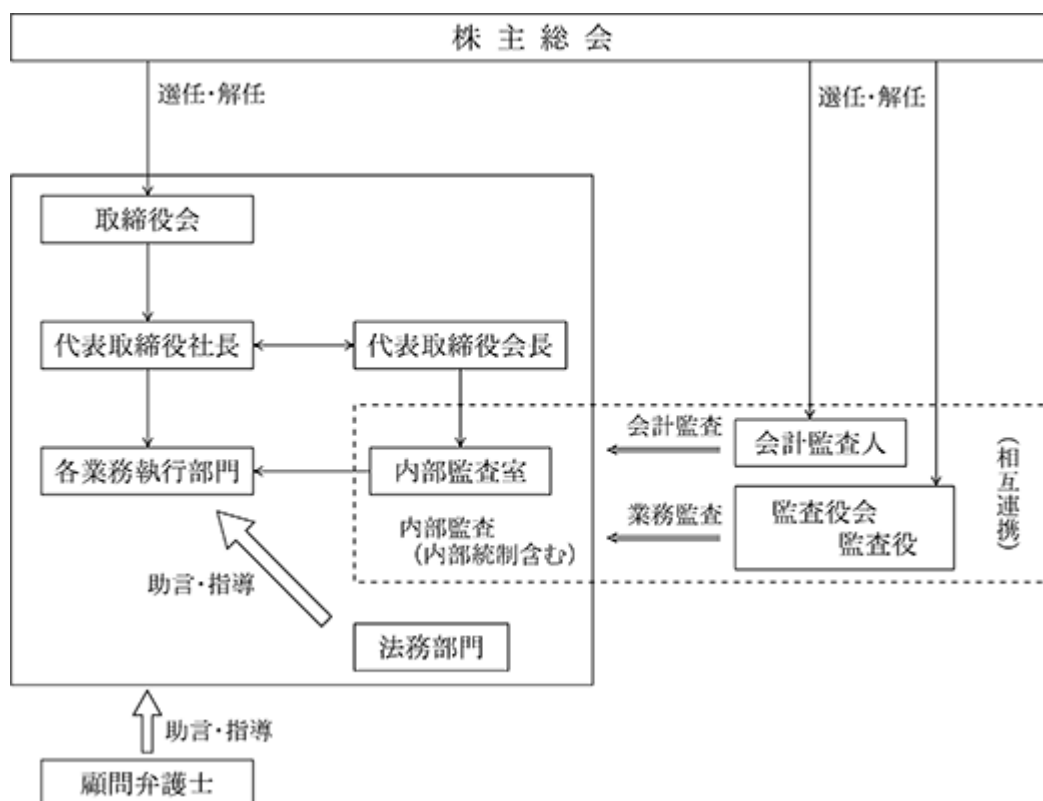 株主総会
選任・解任
選任・解任
取締役会
代表取締役社長
代表取締役会長
会計監査
会計監査人
各業務執行部門
内部監査室
業務監査
監査役会
監査役
(相互連携)
内部監査
(内部統制含む)
助言・指導
法務部門
助言・指導
顧問弁護士